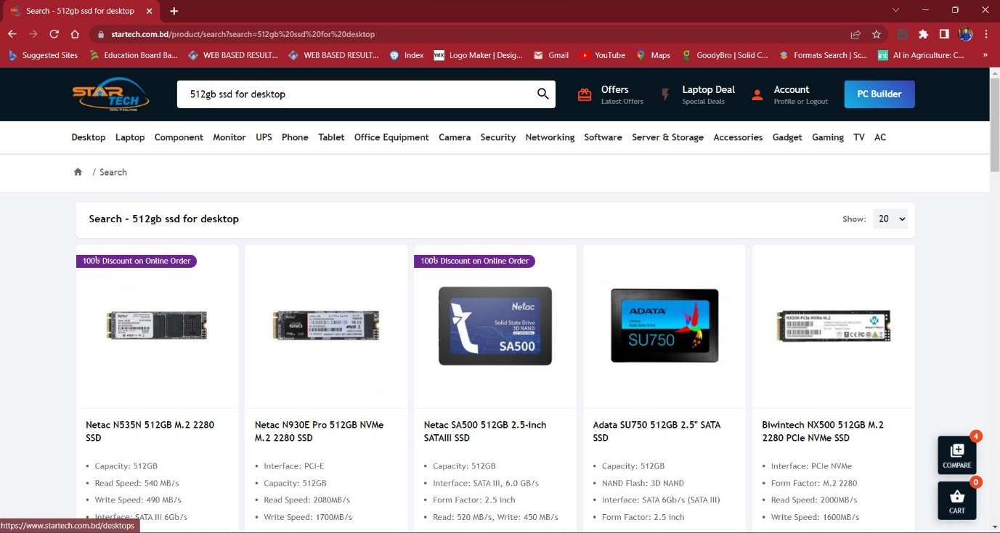 Search - 512gb ssd for desktop
startech.com.bd/product/search?search=512gb%20ssd%20for%20desktop
Suggested Sites
Education Board Ba...
WEB BASED RESULT...
WEB BASED RESULT...
Index
WIX
Logo Maker | Desig...
Gmail
YouTube
Maps
GoodyBro | Solid C...
Formats Search | Sc...
int
AI in Agriculture: C...
»
STAR
TECH
TOTAL IT SOLUTION
512gb ssd for desktop
Offers
Latest Offers
Laptop Deal
Special Deals
Account
Profile or Logout
PC Builder
Desktop
Laptop
Component
Monitor
UPS
Phone
Tablet
Office Equipment
Camera
Security
Networking
Software
Server & Storage
Accessories
Gadget
Gaming
TV
AC
/ Search
Search - 512gb ssd for desktop
Show:
20
100৳ Discount on Online Order
Netac
Netac N535N 512GB M.2 2280
SSD
• Capacity: 512GB
• Read Speed: 540 MB/s
• Write Speed: 490 MB/s
• Interface: SATA III 6Gb/s
Netac
SSD
Netac N930E Pro 512GB NVMe
M.2 2280 SSD
• Interface: PCI-E
• Capacity: 512GB
• Read Speed: 2080MB/s
• Write Speed: 1700MB/s
100৳ Discount on Online Order
Netac
Solid State Drive
3D NAND
SA500
Netac SA500 512GB 2.5-inch
SATAIII SSD
• Capacity: 512GB
• Interface: SATA III, 6.0 GB/s
• Form Factor: 2.5 inch
• Read: 520 MB/s, Write: 450 MB/s
ADATA
Ultimate
Solid State Drive
SU750
Adata SU750 512GB 2.5" SATA
SSD
• Capacity: 512GB
• NAND Flash: 3D NAND
• Interface: SATA 6Gb/s (SATA III)
• Form Factor: 2.5 inch
NX500 PCIe NVMe M.2
Biwintech NX500 512GB M.2
2280 PCIe NVMe SSD
• Interface: PCIe NVMe
• Form Factor: M.2 2280
• Read Speed: 2000MB/s
• Write Speed: 1600MB/s
4
COMPARE
0
CART
https://www.startech.com.bd/desktops